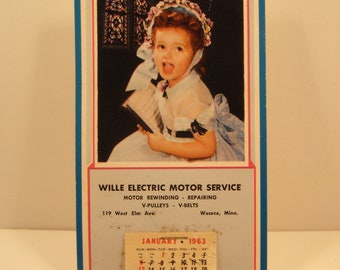 WILLE ELECTRIC MOTOR SERVICE
MOTOR REWINDING - REPAIRING
V-PULLEYS - V-BELTS
119 West Elm Ave. Waseca, Minn.
JANUARY 1963